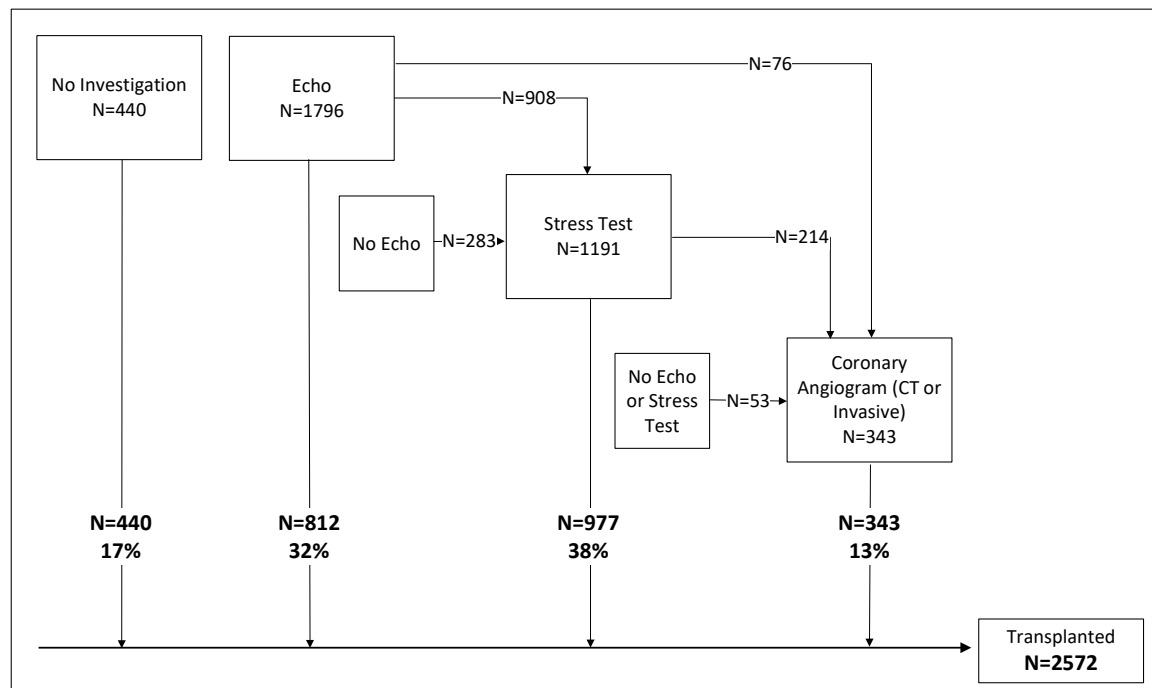 No Investigation
N=440
Echo
N=1796
N=76
N=908
No Echo
N=283
Stress Test
N=1191
N=214
No Echo
or Stress
Test
N=53
Coronary
Angiogram (CT or
Invasive)
N=343
N=440
17%
N=812
32%
N=977
38%
N=343
13%
Transplanted
N=2572